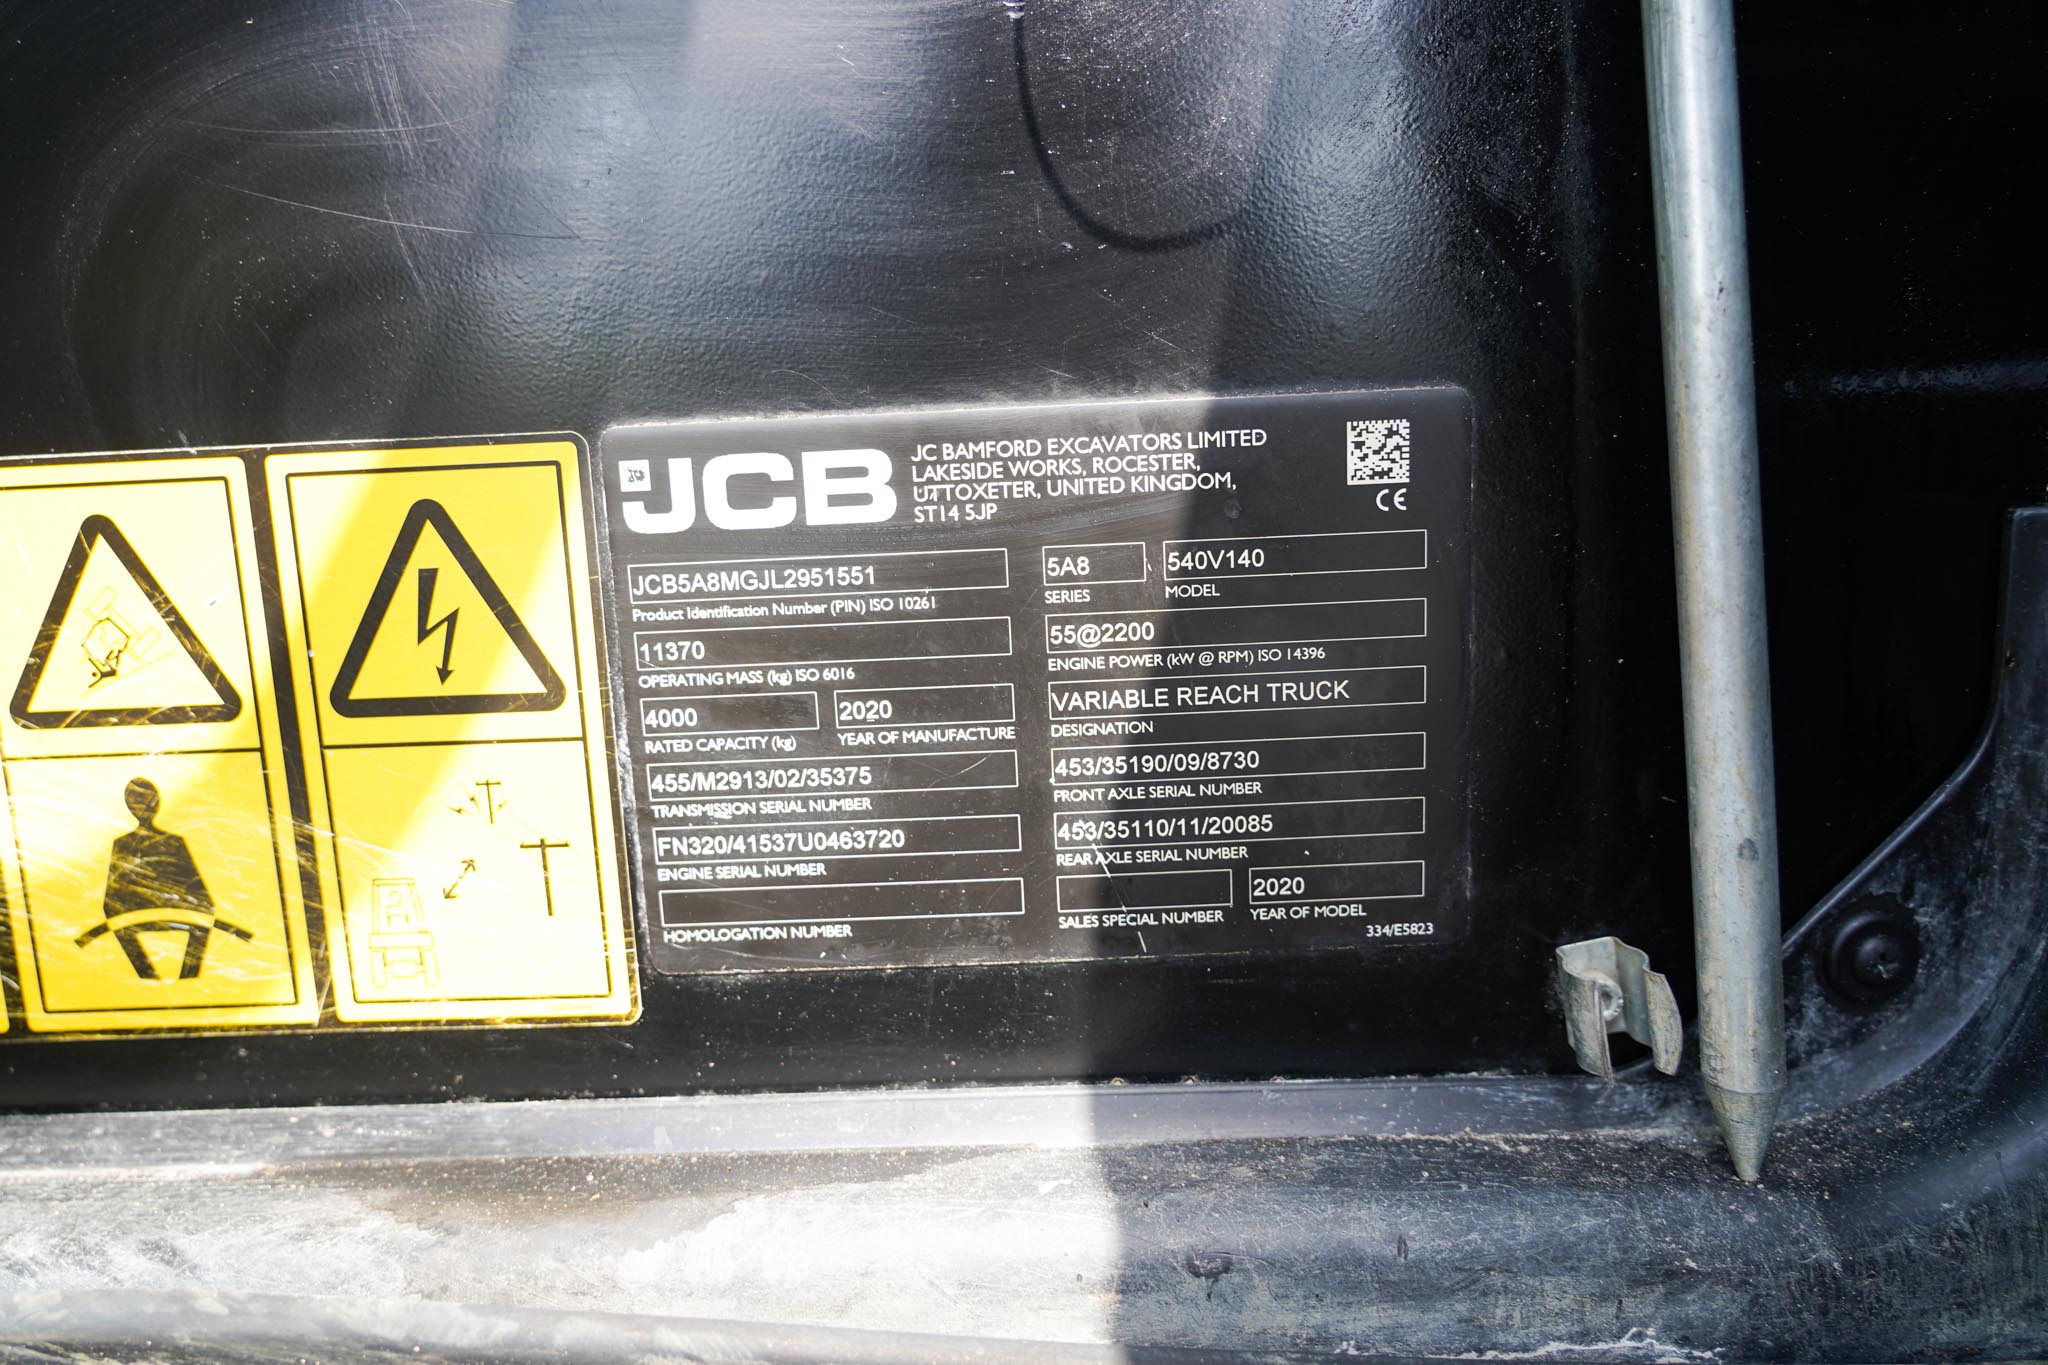 JCB
JC BAMFORD EXCAVATORS LIMITED
LAKESIDE WORKS, ROCESTER,
UTTOXETER, UNITED KINGDOM,
ST14 5JP
CE
JCB5A8MGJL2951551
Product Identification Number (PIN) ISO 10261
5A8
SERIES
540V140
MODEL
11370
OPERATING MASS (kg) ISO 6016
55@2200
ENGINE POWER (kW @ RPM) ISO 14396
4000
RATED CAPACITY (kg)
2020
YEAR OF MANUFACTURE
VARIABLE REACH TRUCK
DESIGNATION
455/M2913/02/35375
TRANSMISSION SERIAL NUMBER
453/35190/09/8730
FRONT AXLE SERIAL NUMBER
FN320/41537U0463720
ENGINE SERIAL NUMBER
453/35110/11/20085
REAR AXLE SERIAL NUMBER
HOMOLOGATION NUMBER
SALES SPECIAL NUMBER
2020
YEAR OF MODEL
334/E5823